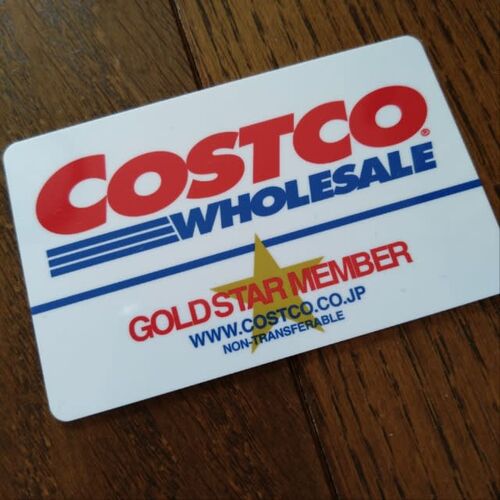 COSTCO®
WHOLESALE
GOLD STAR MEMBER
WWW.COSTCO.CO.JP
NON-TRANSFERABLE